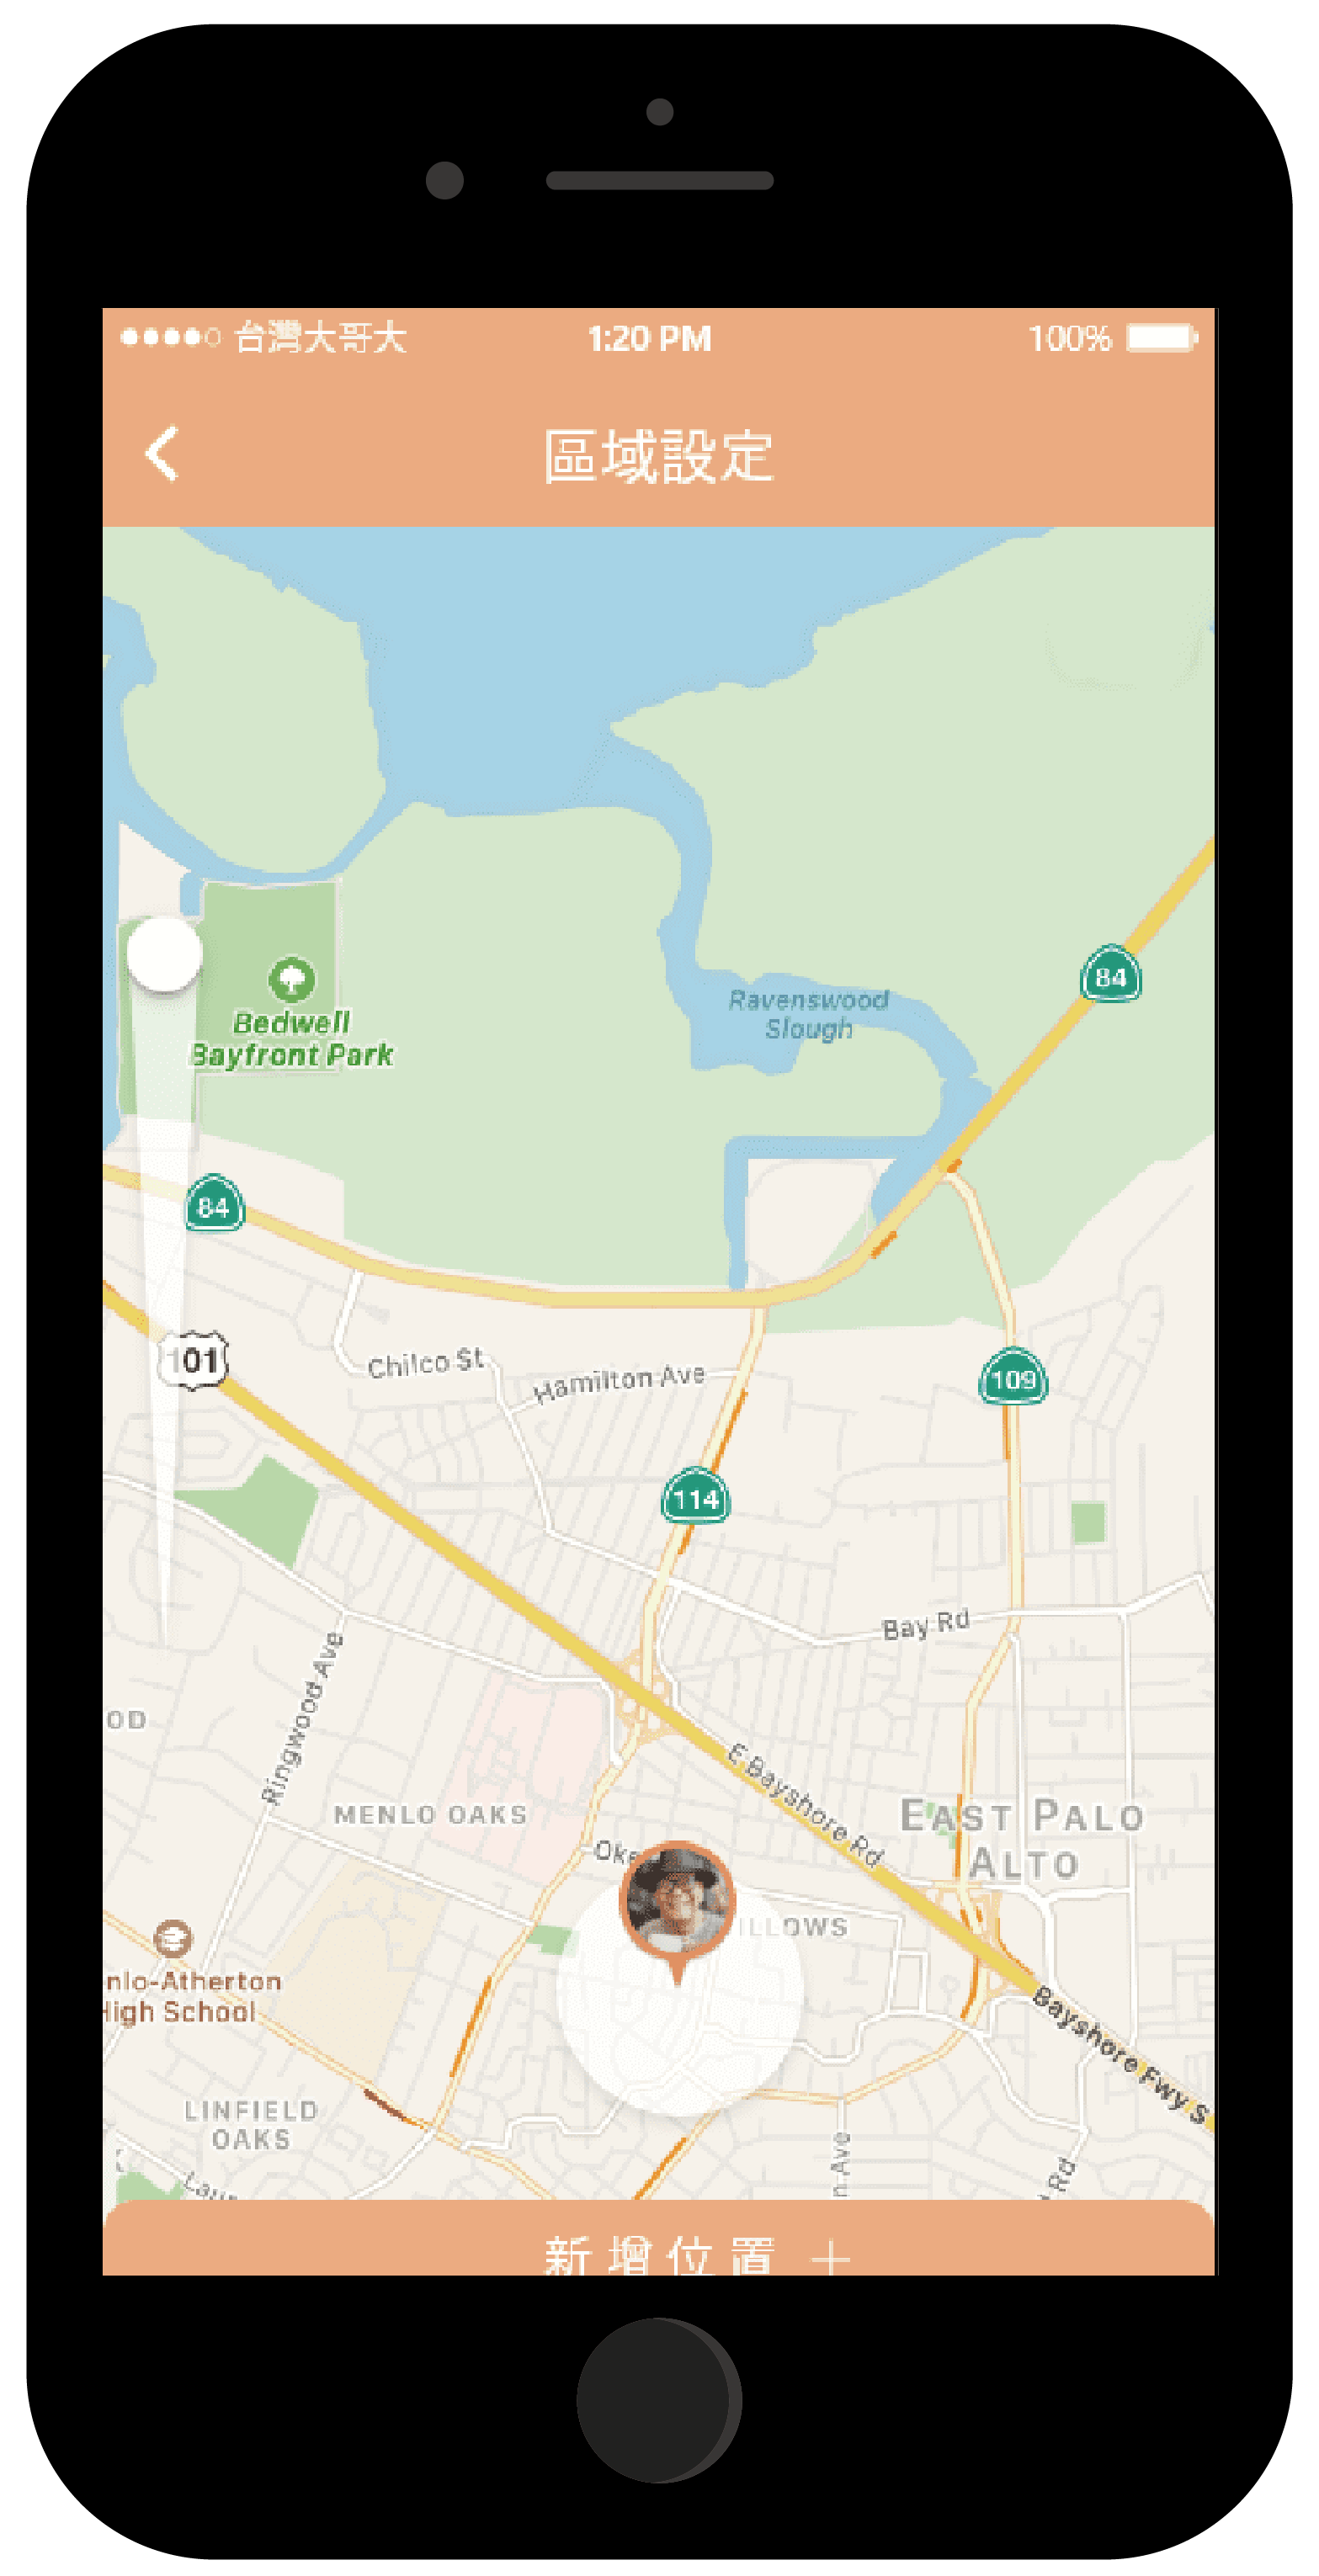 台灣大哥大 1:20 PM 100%
區域設定
Ravenswood
Slough
84
Bedwell
Bayfront Park
84
101
Chilco St
Hamilton Ave
109
114
Bay Rd
Ringwood Ave
OD
E Bayshore Rd
MENLO OAKS
EAST PALO
ALTO
Oke
ILLOWS
nlo-Atherton
High School
Bayshore Fwy S
LINFIELD
OAKS
n Ave
Rd
Laur
新增位置 +